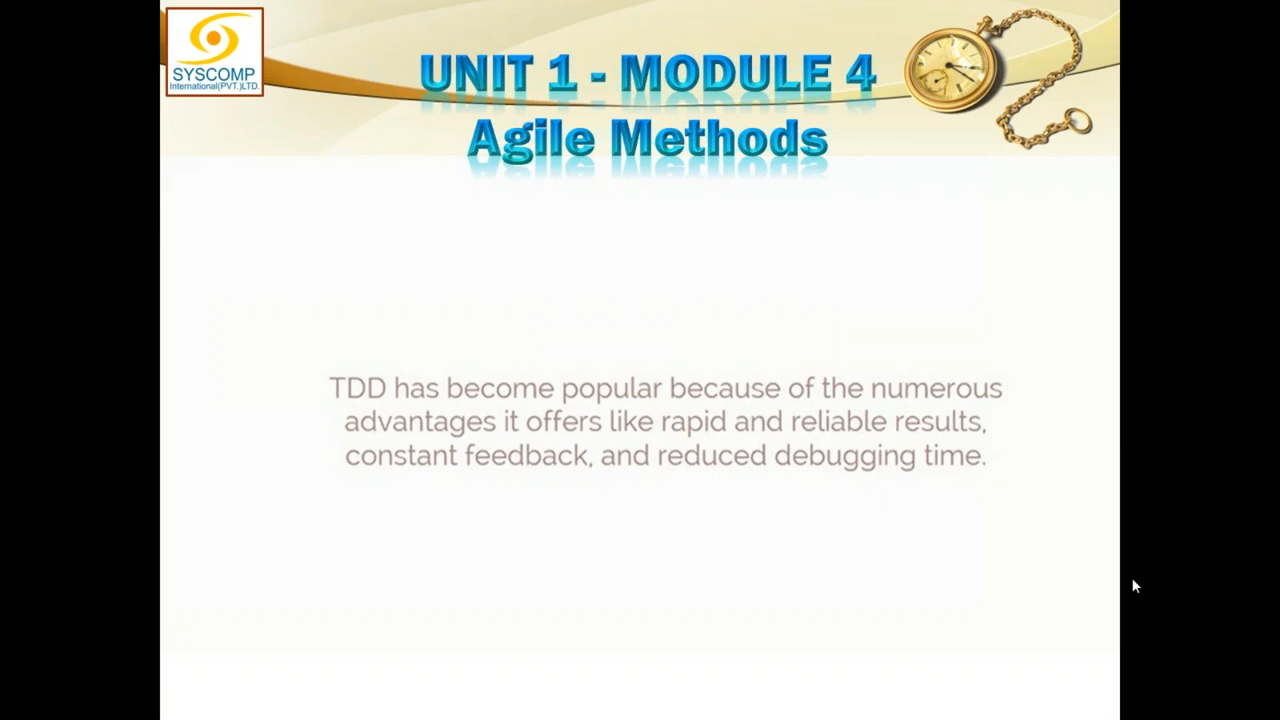 SYSCOMP
International(PVT.)LTD.
UNIT 1 - MODULE 4
Agile Methods
TDD has become popular because of the numerous
advantages it offers like rapid and reliable results,
constant feedback, and reduced debugging time.